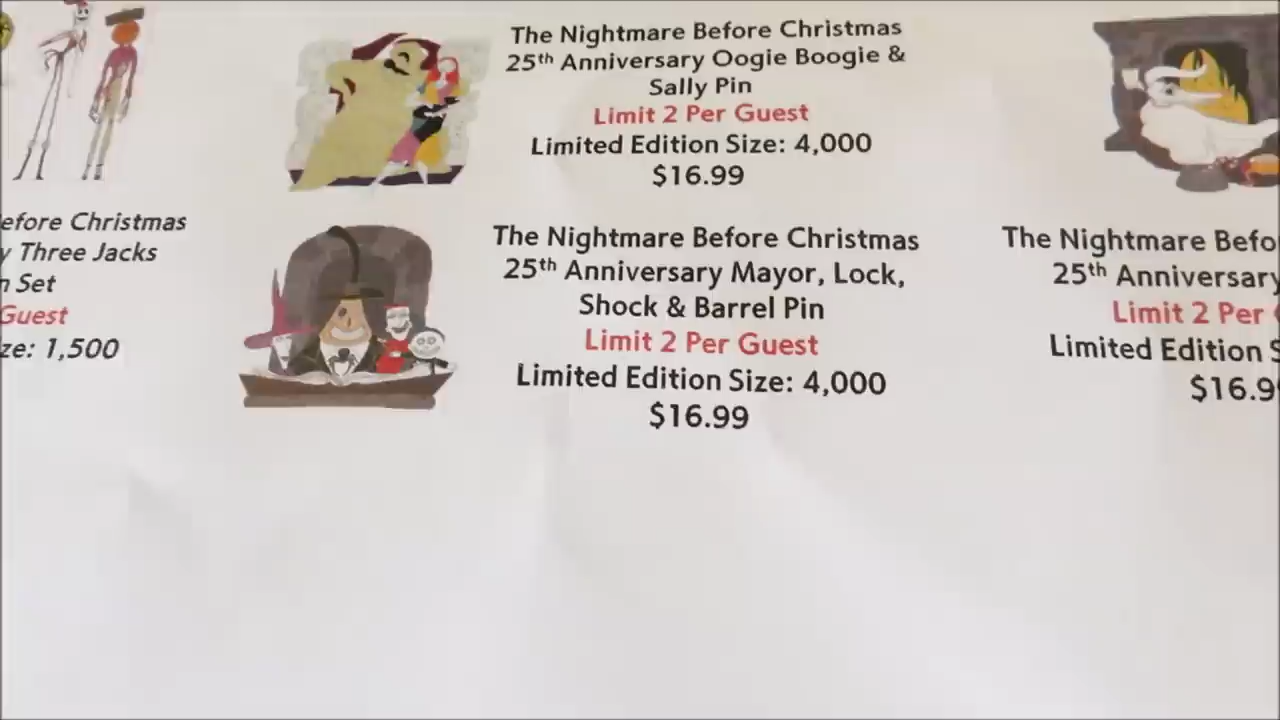 efore Christmas
Three Jacks
Set
Guest
ze: 1,500
The Nightmare Before Christmas
25th Anniversary Oogie Boogie &
Sally Pin
Limit 2 Per Guest
Limited Edition Size: 4,000
$16.99
The Nightmare Before Christmas
25th Anniversary Mayor, Lock,
Shock & Barrel Pin
Limit 2 Per Guest
Limited Edition Size: 4,000
$16.99
The Nightmare Befo
25th Anniversary
Limit 2 Per
Limited Edition S
$16.9